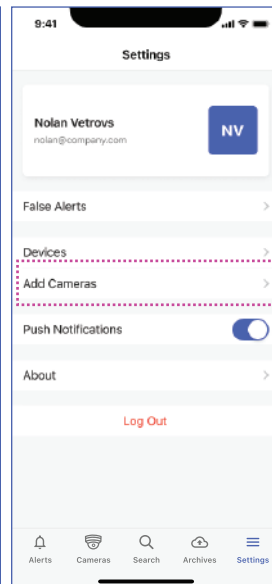 9:41
Settings
Nolan Vetrovs
nolan@company.com
NV
False Alerts
Devices
Add Cameras
Push Notifications
About
Log Out
Alerts Cameras Search Archives Settings